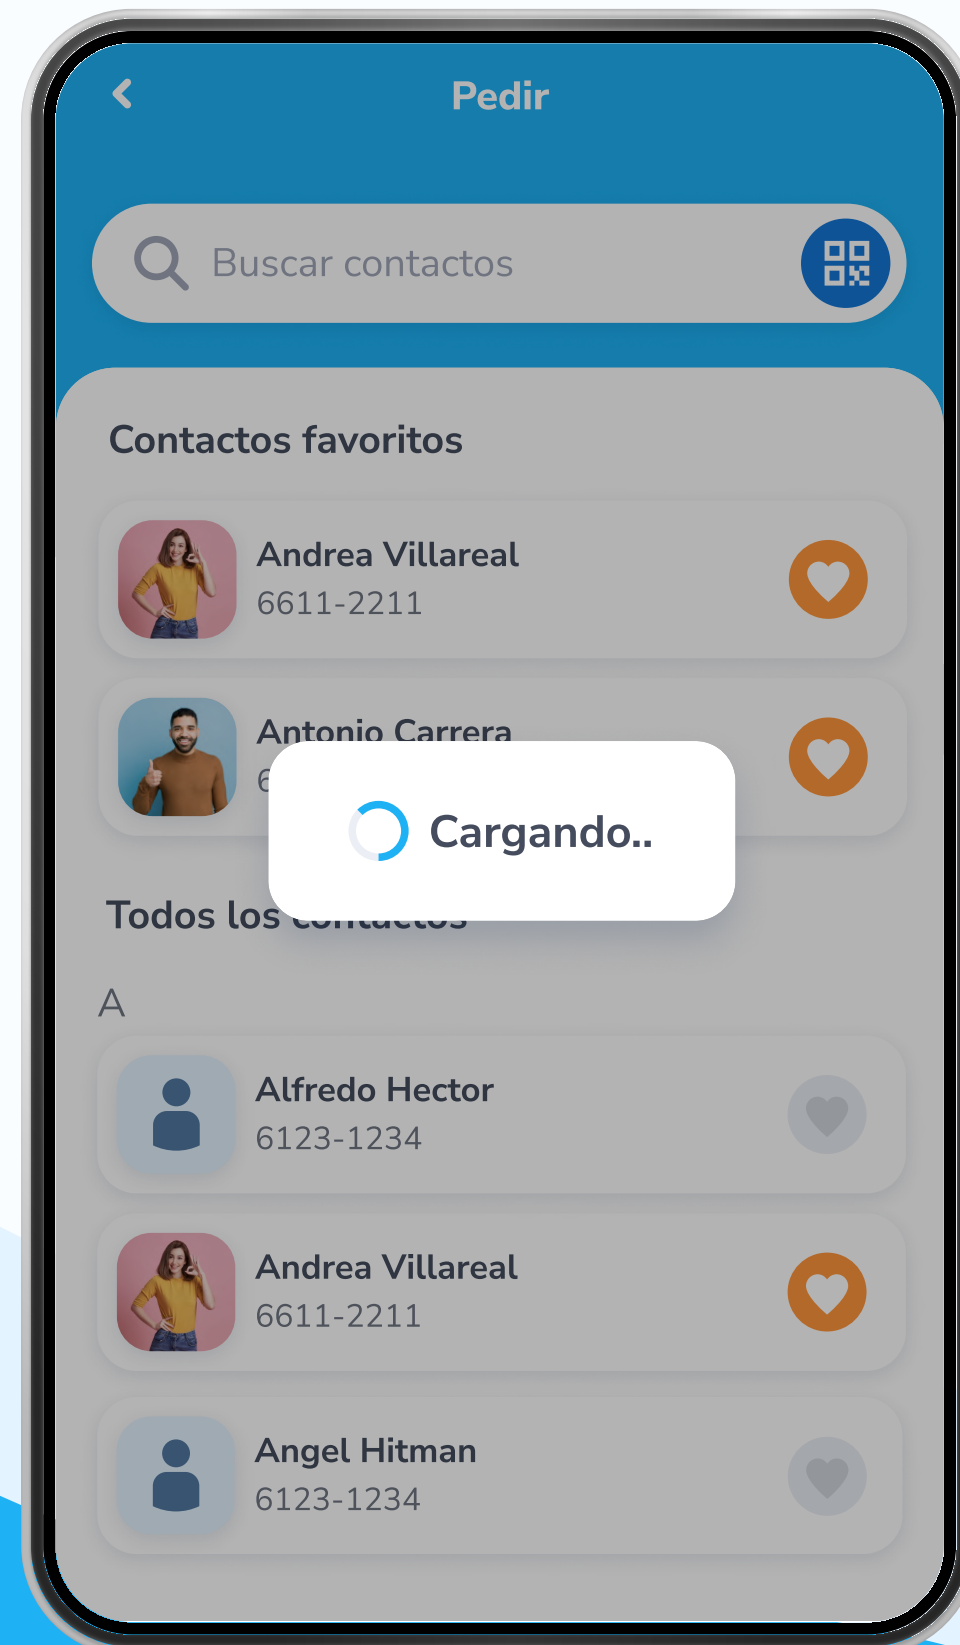 Pedir
Buscar contactos
Contactos favoritos
Andrea Villareal
6611-2211
Antonio Carrera
Cargando..
Todos los contactos
A
Alfredo Hector
6123-1234
Andrea Villareal
6611-2211
Angel Hitman
6123-1234